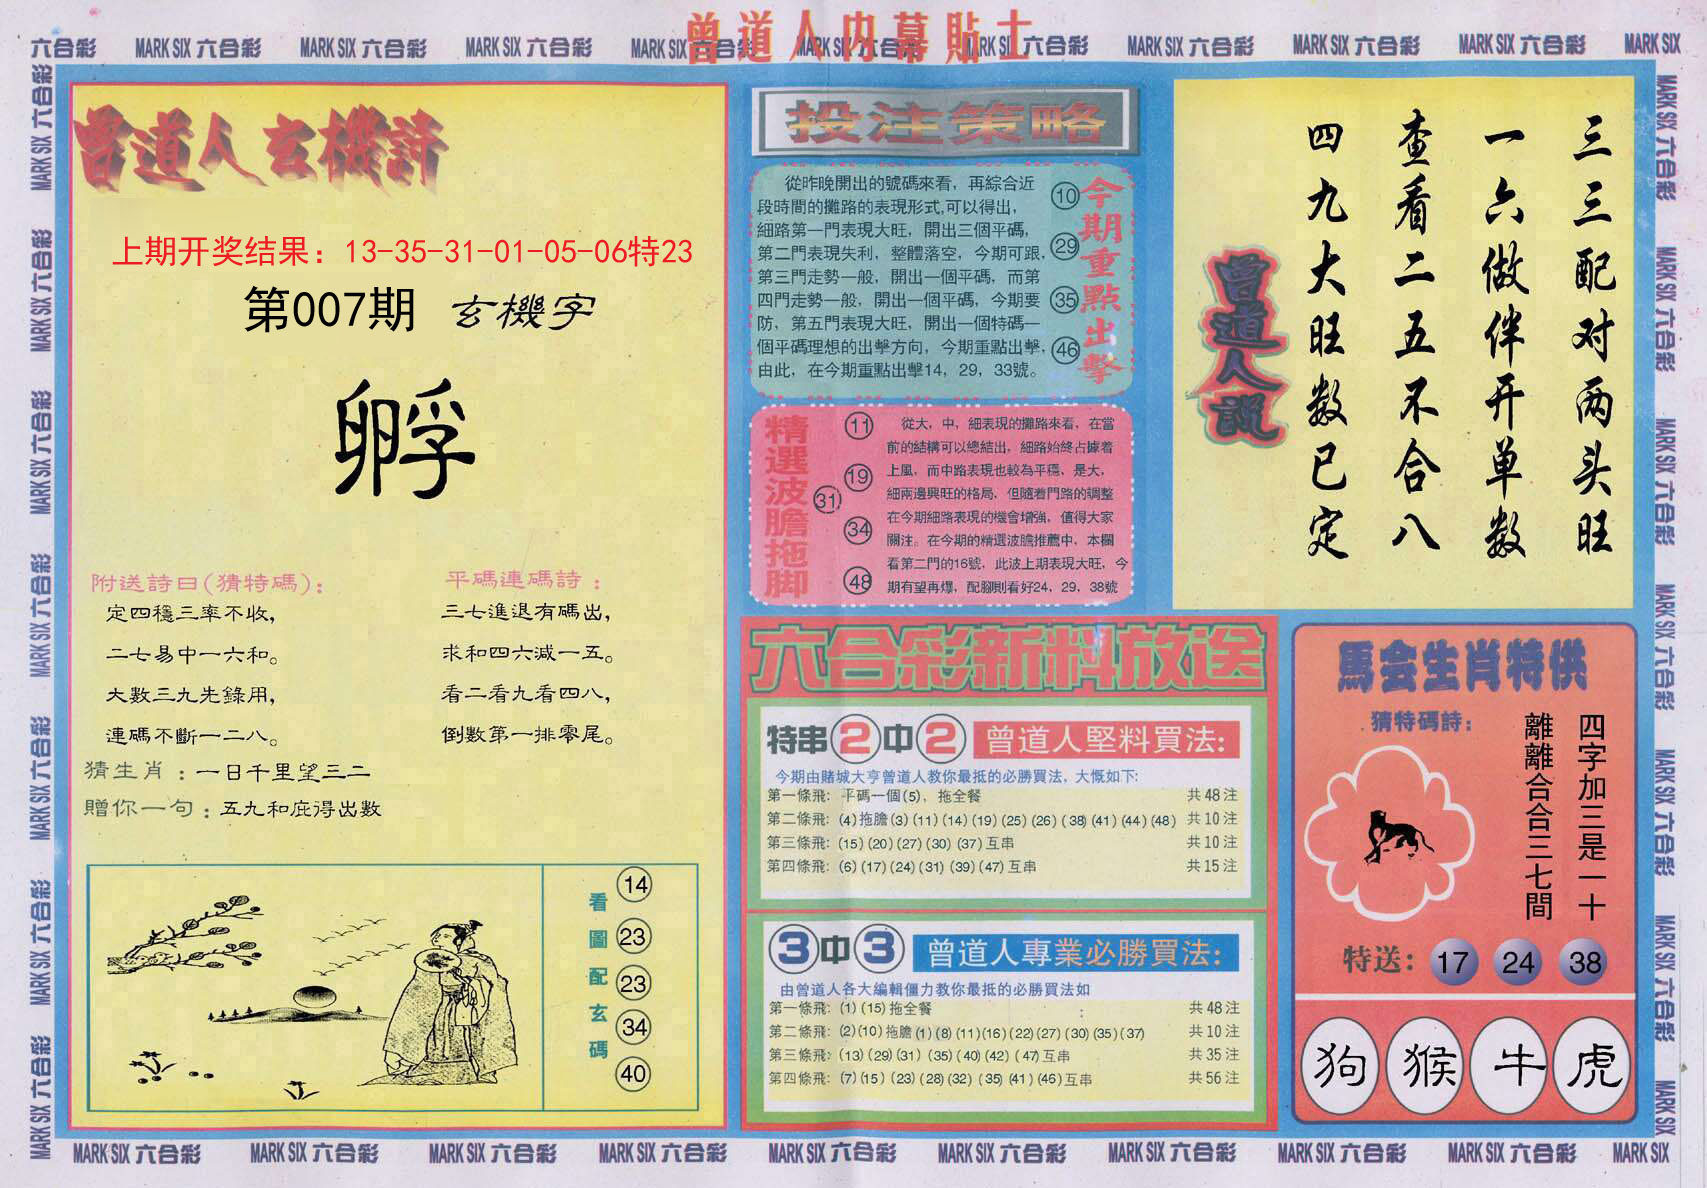 曾道人内幕貼士
六合彩 MARK SIX 六合彩 MARK SIX 六合彩 MARK SIX 六合彩 MARK SIX 六合彩 MARK SIX 六合彩 MARK SIX 六合彩 MARK SIX 六合彩 MARK SIX 六合彩 MARK SIX 六合彩 MARK SIX
曾道人玄機詩
上期开奖结果：13-35-31-01-05-06特23
第007期 玄機字
孵
附送詩曰(猜特碼)：
定四穩三率不收，
二七易中一六和。
大數三九先錄用，
連碼不斷一二八。
平碼連碼詩：
三七進退有碼出，
求和四六減一五。
看二看九看四八，
倒數第一排零尾。
猜生肖：一日千里望三二
贈你一句：五九和庇得出數
看圖配玄碼
14
23
23
34
40
投注策略
從昨晚開出的號碼來看，再綜合近
段時間的攤路的表現形式,可以得出，
細路第一門表現大旺，開出三個平碼，
第二門表現失利，整體落空，今期可跟，
第三門走勢一般，開出一個平碼，而第
四門走勢一般，開出一個平碼，今期要
防，第五門表現大旺，開出一個特碼一
個平碼理想的出擊方向，今期重點出擊，
由此，在今期重點出擊14，29，33號。
10
29
35
46
今期重點出擊
精選波膽拖脚
11
19
31
34
48
從大，中，細表現的攤路來看，在當
前的結構可以總結出，細路始終占據着
上風，而中路表現也較為平穩，是大，
細兩邊興旺的格局，但隨着門路的調整
在今期細路表現的機會增強，值得大家
關注。在今期的精選波膽推薦中，本欄
看第二門的16號，此波上期表現大旺，今
期有望再爆，配腳則看好24，29，38號
曾道人説
三三配对两头旺
一六做伴开单数
查看二五不合八
四九大旺数已定
六合彩新料放送
特串2中2 曾道人堅料買法:
今期由賭城大亨曾道人教你最抵的必勝買法，大慨如下:
第一條飛: 平碼一個(5)，拖全餐 共48注
第二條飛: (4)拖膽(3)(11)(14)(19)(25)(26)(38)(41)(44)(48) 共10注
第三條飛: (15)(20)(27)(30)(37)互串 共10注
第四條飛: (6)(17)(24)(31)(39)(47)互串 共15注
3中3 曾道人專業必勝買法:
由曾道人各大編輯僵力教你最抵的必勝買法如
第一條飛: (1)(15)拖全餐 共48注
第二條飛: (2)(10)拖膽(1)(8)(11)(16)(22)(27)(30)(35)(37) 共10注
第三條飛: (13)(29)(31)(35)(40)(42)(47)互串 共35注
第四條飛: (7)(15)(23)(28)(32)(35)(41)(46)互串 共56注
馬会生肖特供
猜特碼詩:
四字加三是一十
離離合合三七間
特送: 17 24 38
狗 猴 牛 虎
MARK SIX 六合彩 MARK SIX 六合彩 MARK SIX 六合彩 MARK SIX 六合彩 MARK SIX 六合彩 MARK SIX 六合彩 MARK SIX 六合彩 MARK SIX 六合彩 MARK SIX 六合彩 MARK SIX